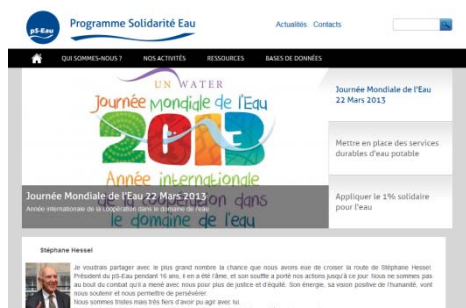 pS-Eau
Programme Solidarité Eau
Actualités Contacts
QUI SOMMES-NOUS ? NOS ACTIVITÉS RESSOURCES BASES DE DONNÉES
UN WATER
Journée Mondiale de l'Eau
2013
Année internationale
de la coopération dans
le domaine de l'eau
Journée Mondiale de l'Eau 22 Mars 2013
Année internationale de la coopération dans le domaine de l'eau
Journée Mondiale de l'Eau
22 Mars 2013
Mettre en place des services
durables d'eau potable
Appliquer le 1% solidaire
pour l'eau
Stéphane Hessel
Je voudrais partager avec le plus grand nombre la chance que nous avons eue de croiser la route de Stéphane Hessel.
Président du pS-Eau pendant 16 ans, il en a été l'âme, et son souffle a porté nos actions jusqu'à ce jour. Nous ne sommes pas
au bout du combat qu'il a mené avec nous pour plus de justice et d'équité. Son énergie, sa vision positive de l'humanité, vont
nous soutenir et nous permettre de persévérer.
Nous sommes tristes mais très fiers d'avoir pu agir avec lui.